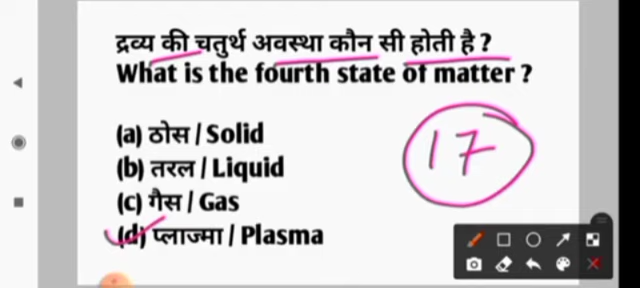 द्रव्य की चतुर्थ अवस्था कौन सी होती है ?
What is the fourth state of matter ?
(a) ठोस / Solid
(b) तरल / Liquid
(c) गैस / Gas
(d) प्लाज्मा / Plasma
17